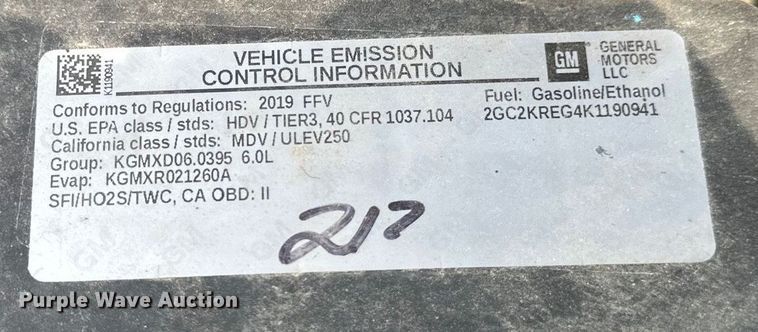 VEHICLE EMISSION
CONTROL INFORMATION
GM
GENERAL
MOTORS
LLC
K1190941
Conforms to Regulations: 2019 FFV
U.S. EPA class / stds: HDV / TIER3, 40 CFR 1037.104
California class / stds: MDV / ULEV250
Group: KGMXD06.0395 6.0L
Evap: KGMXR021260A
SFI/HO2S/TWC, CA OBD: II
Fuel: Gasoline/Ethanol
2GC2KREG4K1190941
217
Purple Wave Auction